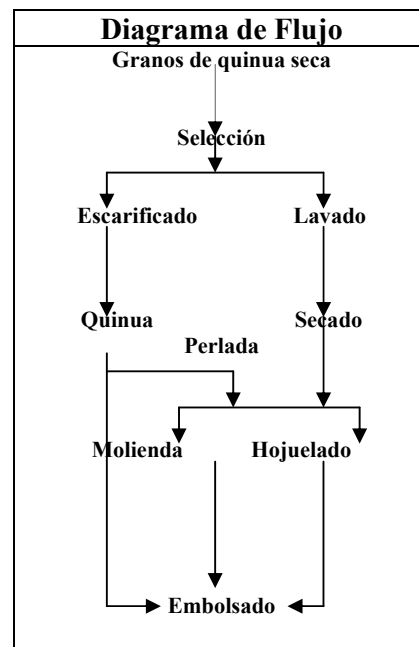 Diagrama de Flujo
Granos de quinua seca
Selección
Escarificado Lavado
Quinua Secado
Perlada
Molienda Hojuelado
Embolsado